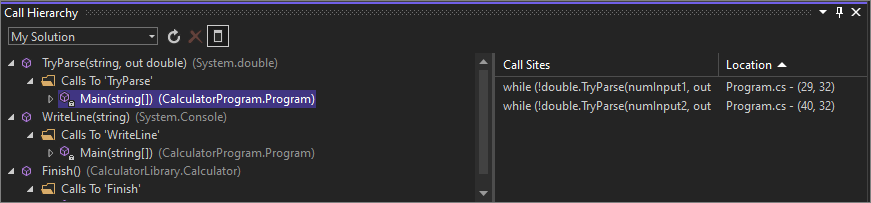 Call Hierarchy
My Solution
TryParse(string, out double) (System.double)
Calls To 'TryParse'
Main(string[]) (CalculatorProgram.Program)
WriteLine(string) (System.Console)
Calls To 'WriteLine'
Main(string[]) (CalculatorProgram.Program)
Finish() (CalculatorLibrary.Calculator)
Calls To 'Finish'
Call Sites Location
while (!double.TryParse(numInput1, out Program.cs - (29, 32)
while (!double.TryParse(numInput2, out Program.cs - (40, 32)